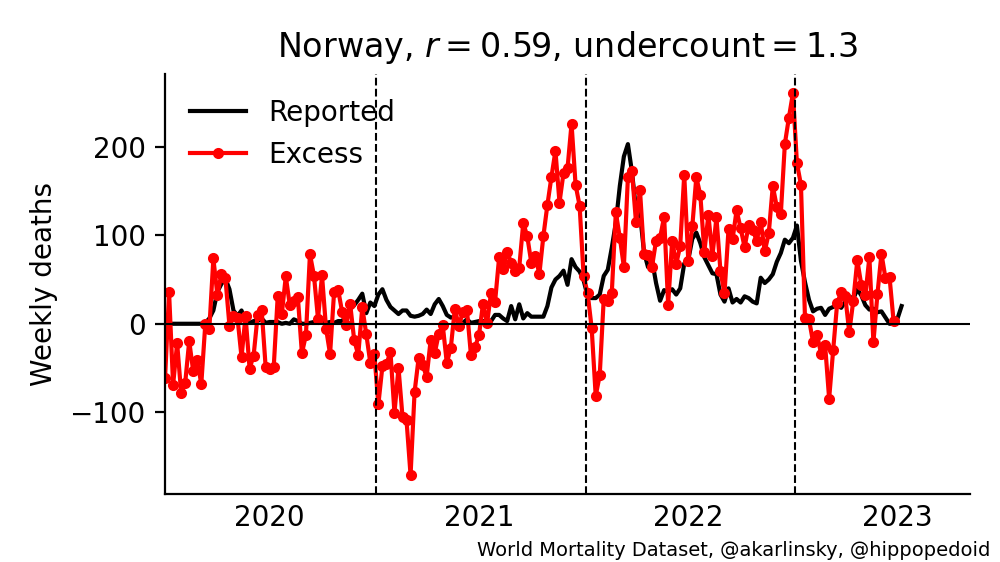 Norway, r = 0.59, undercount = 1.3
Reported
Excess
Weekly deaths
200
100
0
−100
2020 2021 2022 2023
World Mortality Dataset, @akarlinsky, @hippopedoid